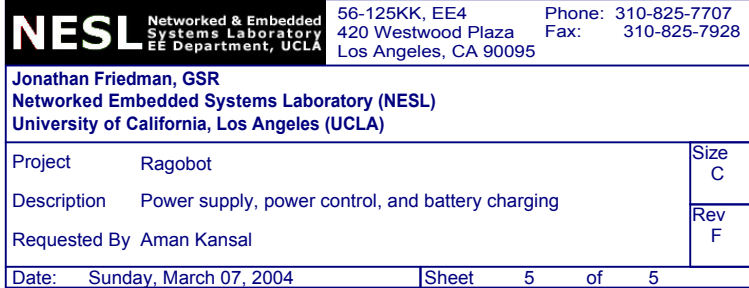 NESL Networked & Embedded Systems Laboratory EE Department, UCLA
56-125KK, EE4
420 Westwood Plaza
Los Angeles, CA 90095
Phone: 310-825-7707
Fax: 310-825-7928
Jonathan Friedman, GSR
Networked Embedded Systems Laboratory (NESL)
University of California, Los Angeles (UCLA)
Project Ragobot
Size
C
Description Power supply, power control, and battery charging
Rev
F
Requested By Aman Kansal
Date: Sunday, March 07, 2004 Sheet 5 of 5